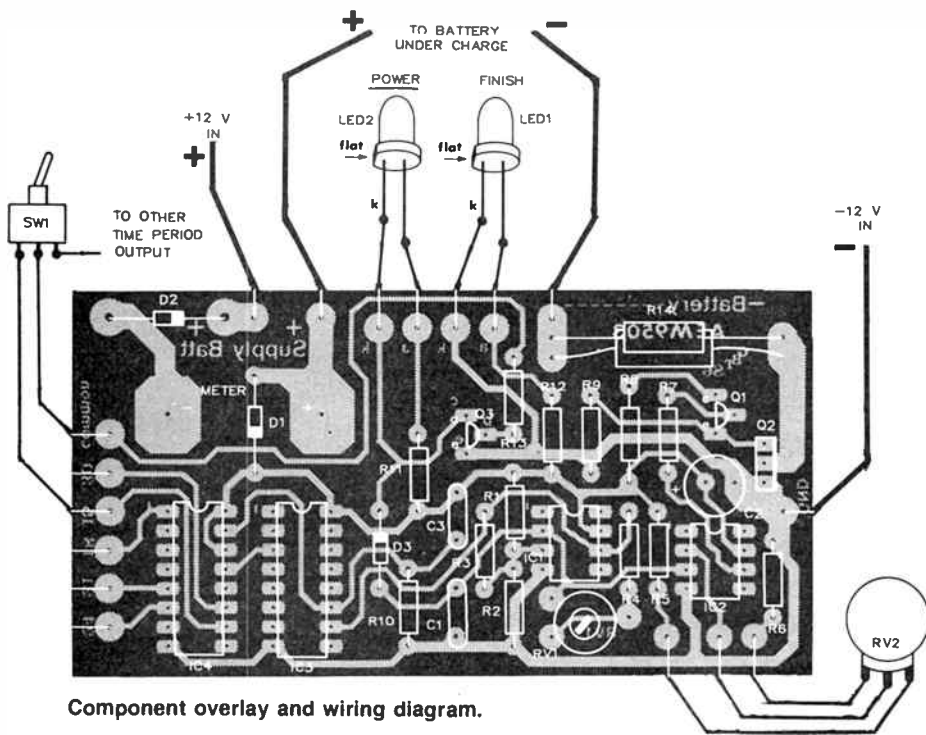 +
−
TO BATTERY
UNDER CHARGE
POWER
FINISH
LED2
LED1
flat
flat
k
k
+12 V
IN
+
SW1
TO OTHER
TIME PERIOD
OUTPUT
−12 V
IN
−
D2
+
+
Supply Batt
−Battery
R14
METER
−
+
D1
common
Q3
R13
R12
R9
R8
R7
Q1
Q2
R11
C3
R3
R1
IC1
D3
R10
C1
R2
RV1
R4
R5
IC2
R6
+
C2
GND
IC4
IC3
RV2
Component overlay and wiring diagram.